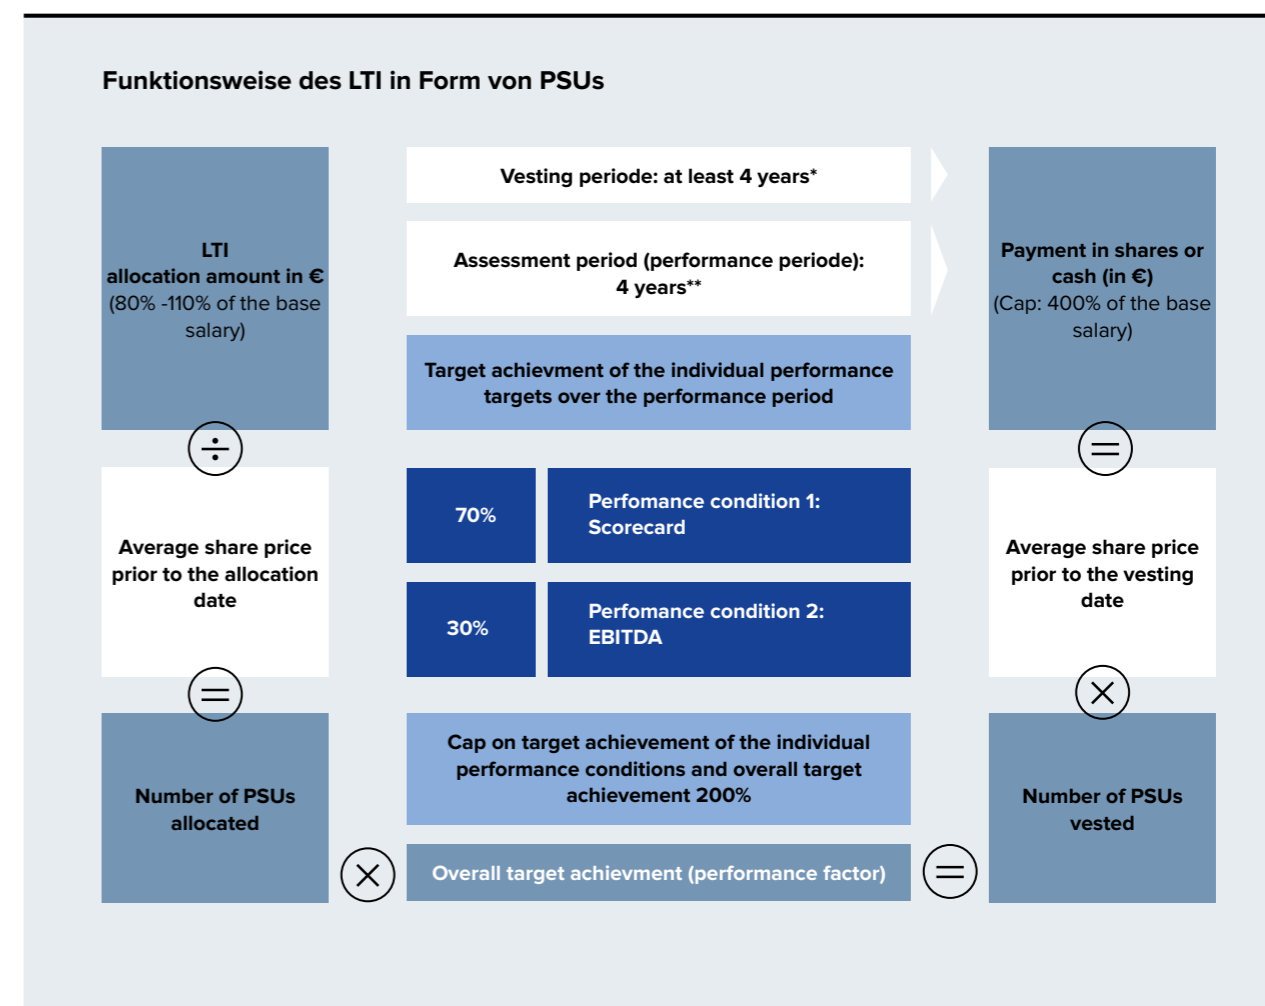 Funktionsweise des LTI in Form von PSUs
LTI
allocation amount in €
(80% -110% of the base
salary)
÷
Average share price
prior to the allocation
date
=
Number of PSUs
allocated
×
Vesting periode: at least 4 years*
Assessment period (performance periode):
4 years**
Target achievment of the individual performance
targets over the performance period
70%
Perfomance condition 1:
Scorecard
30%
Perfomance condition 2:
EBITDA
Cap on target achievement of the individual
performance conditions and overall target
achievement 200%
Overall target achievment (performance factor)
=
Payment in shares or
cash (in €)
(Cap: 400% of the base
salary)
=
Average share price
prior to the vesting
date
×
Number of PSUs
vested